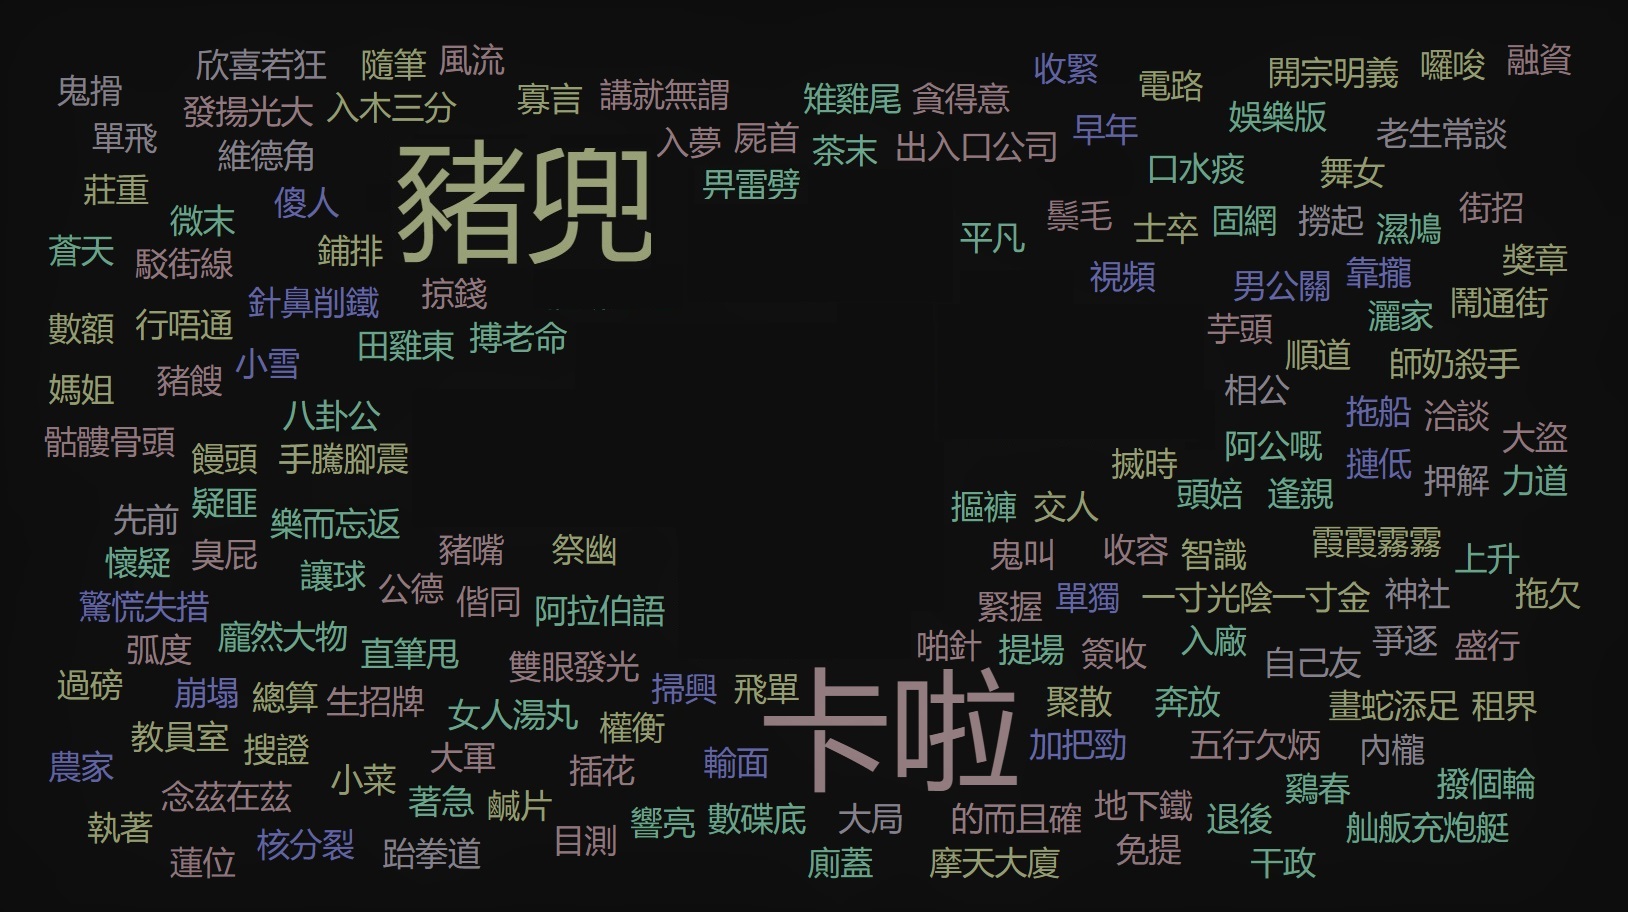 欣喜若狂 隨筆 風流
收緊 電路 開宗明義 囉唆 融資
鬼搰 發揚光大 入木三分 寡言 講就無謂 雉雞尾 貪得意
單飛 維德角 入夢 屍首 茶末 出入口公司 早年 娛樂版 老生常談
豬兜
莊重 傻人 畀雷劈 口水痰 舞女
微末 鬃毛 士卒 固網 撈起 濕鳩 街招
蒼天 駁街線 鋪排 平凡 獎章
針鼻削鐵 掠錢 視頻 男公關 靠攏
數額 行唔通 田雞東 搏老命 芋頭 灑家 鬧通街
媽姐 豬餿 小雪 順道 師奶殺手
八卦公 相公 拖船 洽談
骷髏骨頭 饅頭 手騰腳震 搣時 阿公嘅 摙低 大盜
先前 疑匪 樂而忘返 摳褲 交人 頭婄 逢親 押解 力道
懷疑 臭屁 讓球 豬嘴 祭幽 鬼叫 收容 智識 霞霞霧霧 上升
驚慌失措 公德 偕同 阿拉伯語 緊握 單獨 一寸光陰一寸金 神社 拖欠
弧度 龐然大物 直筆甩 雙眼發光 啪針 提場 簽收 入廠 自己友 爭逐 盛行
過磅 崩塌 總算 生招牌 女人湯丸 掃興 飛單
卡啦
聚散 奔放 畫蛇添足 租界
農家 教員室 搜證 大軍 權衡 輸面 加把勁 五行欠炳 內櫳
念茲在茲 小菜 著急 鹹片 插花 鷄春 撥個輪
執著 核分裂 跆拳道 目測 響亮 數碟底 大局 的而且確 地下鐵 退後 舢舨充炮艇
蓮位 廁蓋 摩天大廈 免提 干政